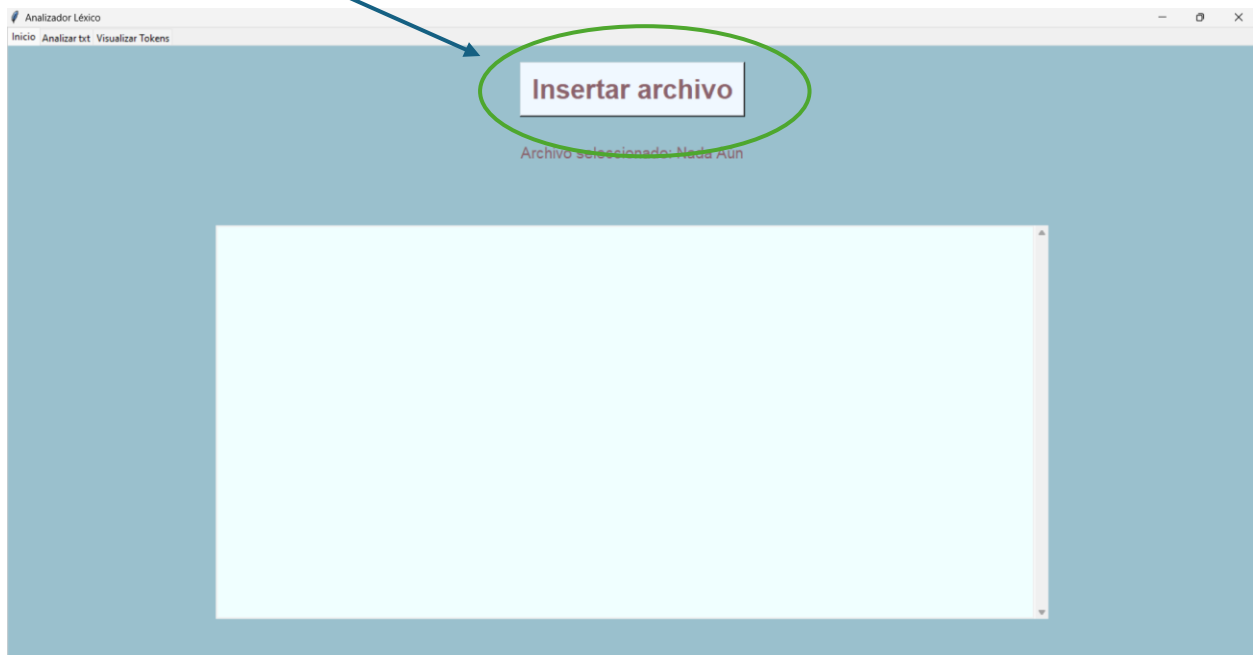 Analizador Léxico
Inicio Analizar txt Visualizar Tokens
Insertar archivo
Archivo seleccionado: Nada Aun